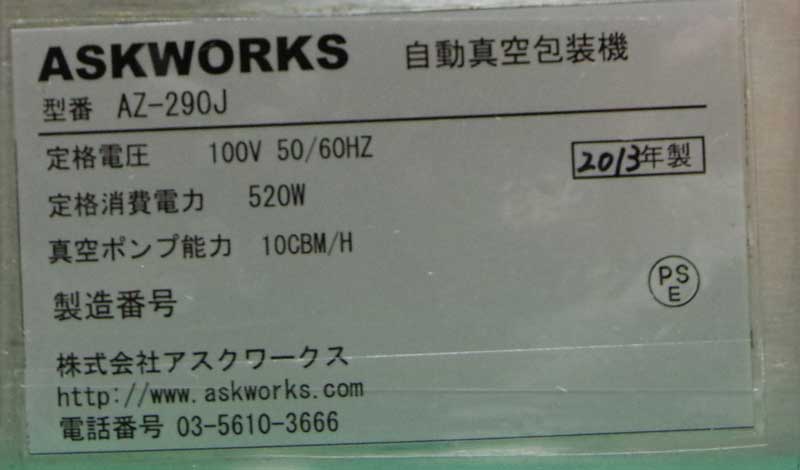 ASKWORKS 自動真空包装機
型番 AZ-290J
定格電圧 100V 50/60HZ
2013年製
定格消費電力 520W
真空ポンプ能力 10CBM/H
PS
E
製造番号
株式会社アスクワークス
http://www.askworks.com
電話番号 03-5610-3666